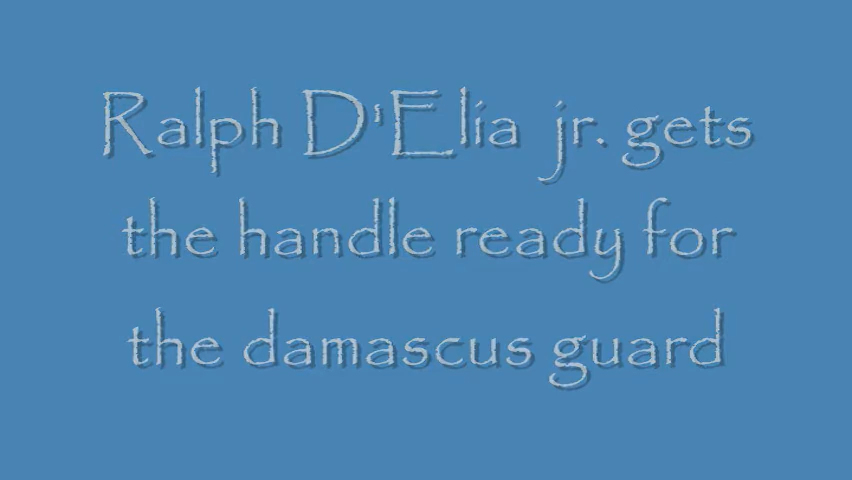 Ralph D'Elia jr. gets
the handle ready for
the damascus guard